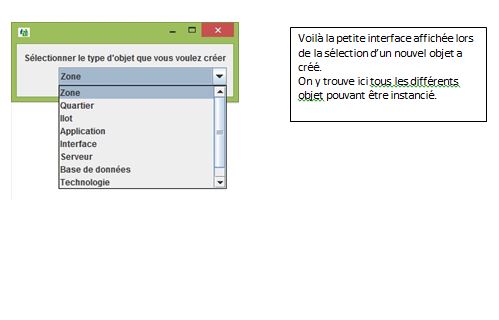 Sélectionner le type d'objet que vous voulez créer
Zone
Zone
Quartier
Ilot
Application
Interface
Serveur
Base de données
Technologie
Voilà la petite interface affichée lors
de la sélection d'un nouvel objet a
créé.
On y trouve ici tous les différents
objet pouvant être instancié.